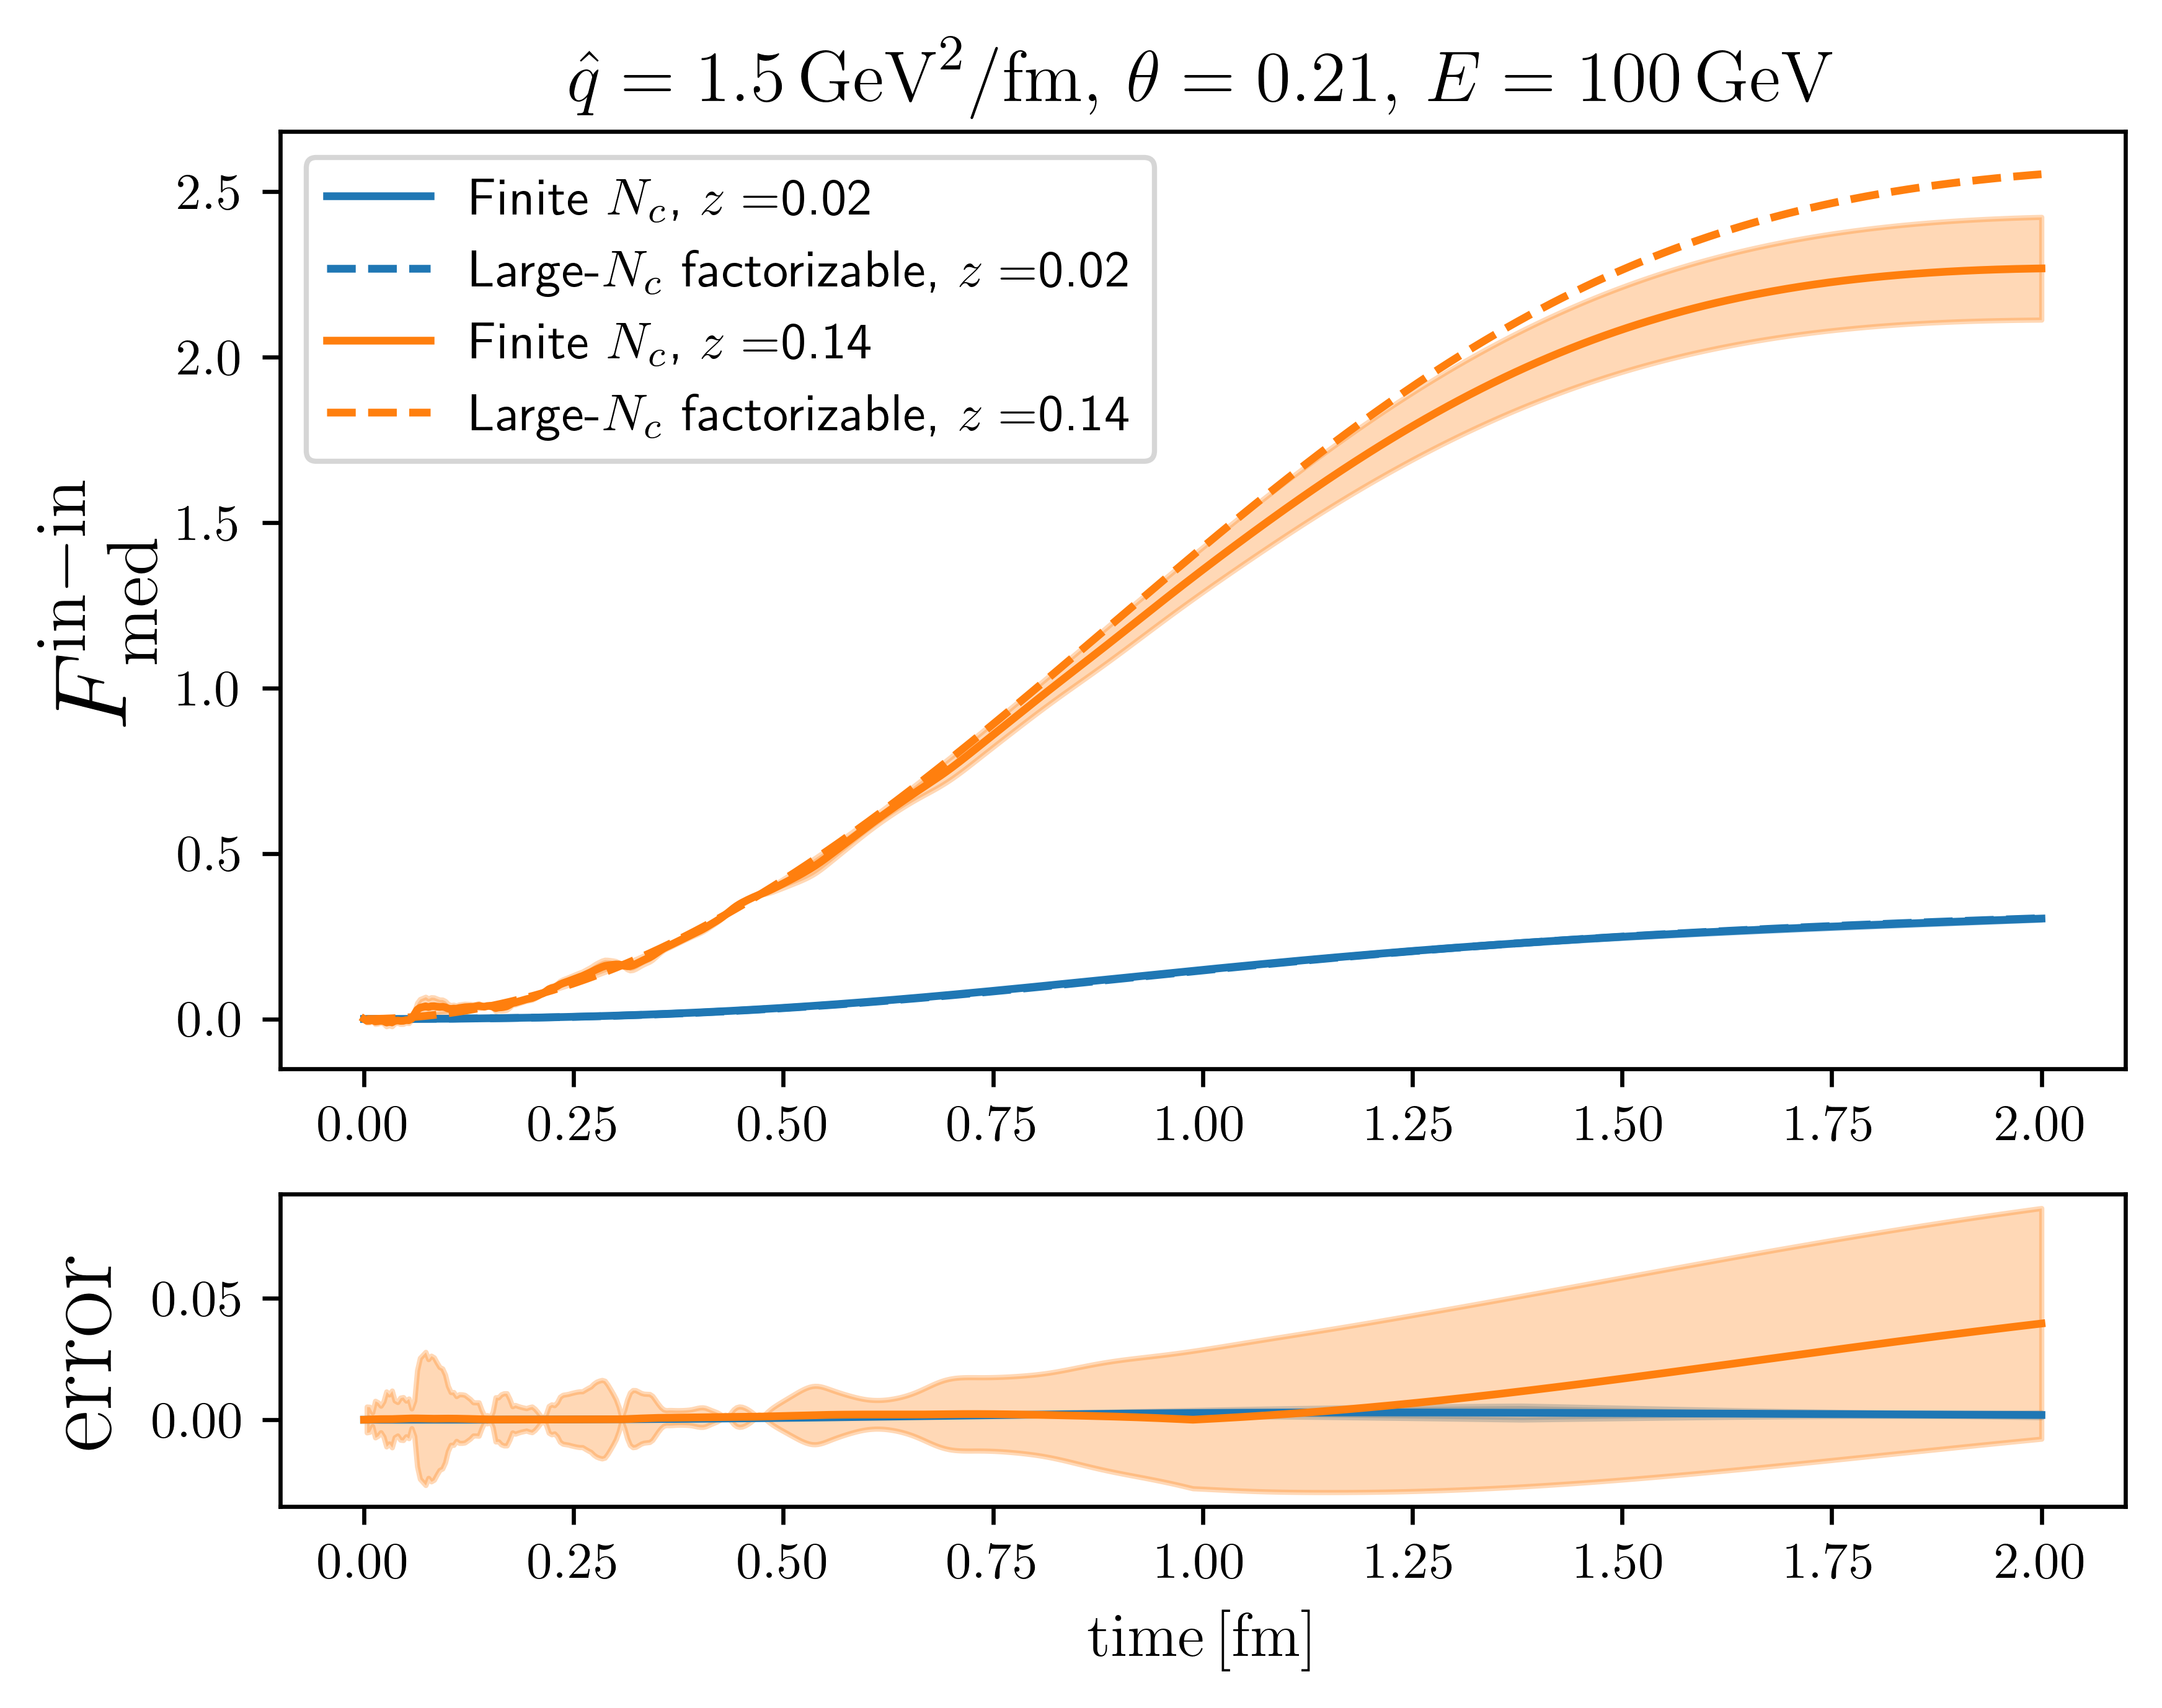 q̂ = 1.5 GeV²/fm, θ = 0.21, E = 100 GeV
Finite N_c, z =0.02
Large-N_c factorizable, z =0.02
Finite N_c, z =0.14
Large-N_c factorizable, z =0.14
F_med^in−in
2.5
2.0
1.5
1.0
0.5
0.0
0.00 0.25 0.50 0.75 1.00 1.25 1.50 1.75 2.00
error
0.05
0.00
0.00 0.25 0.50 0.75 1.00 1.25 1.50 1.75 2.00
time [fm]